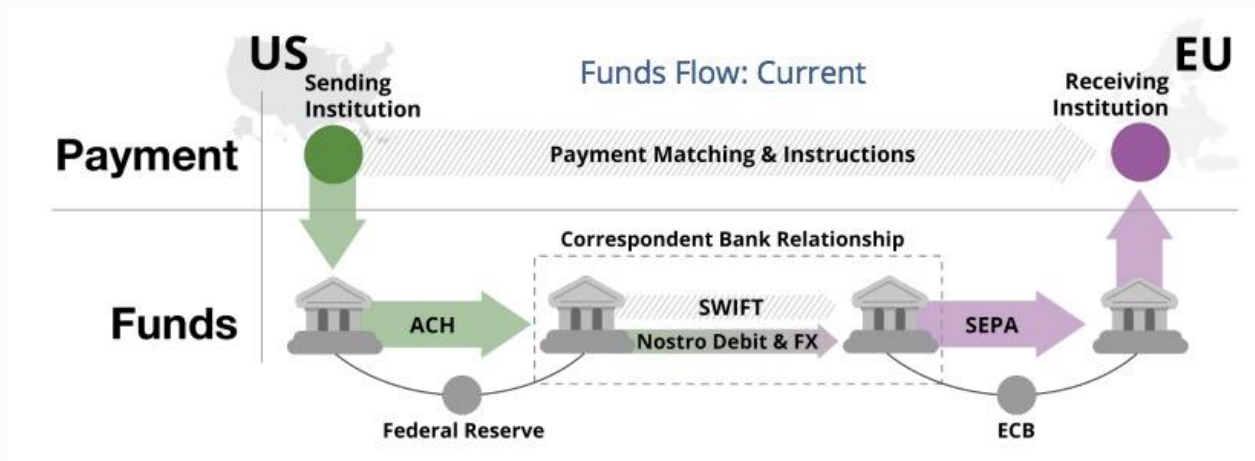 US
EU
Funds Flow: Current
Sending
Institution
Receiving
Institution
Payment
Payment Matching & Instructions
Correspondent Bank Relationship
Funds
ACH
SWIFT
Nostro Debit & FX
SEPA
Federal Reserve
ECB